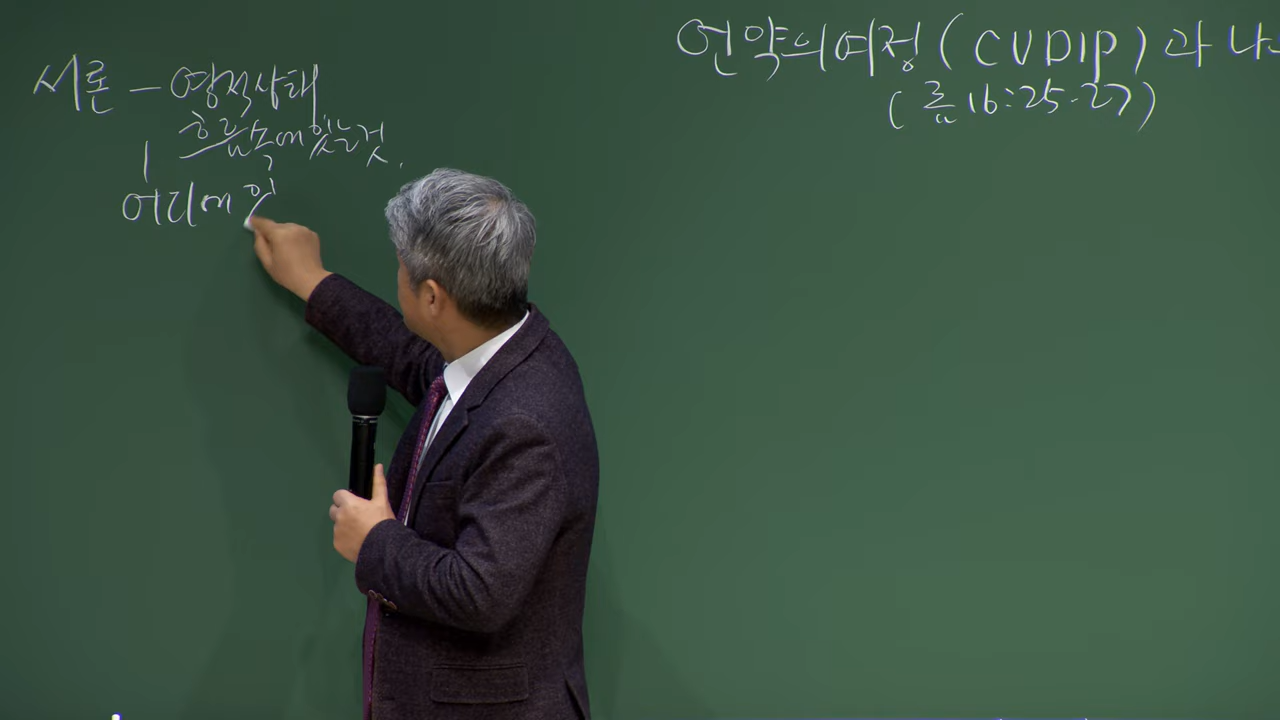 언약의여정(CVDIP)과 나
(롬16:25-27)
서론 - 영적상태
흐름속에있는것.
어디에 있